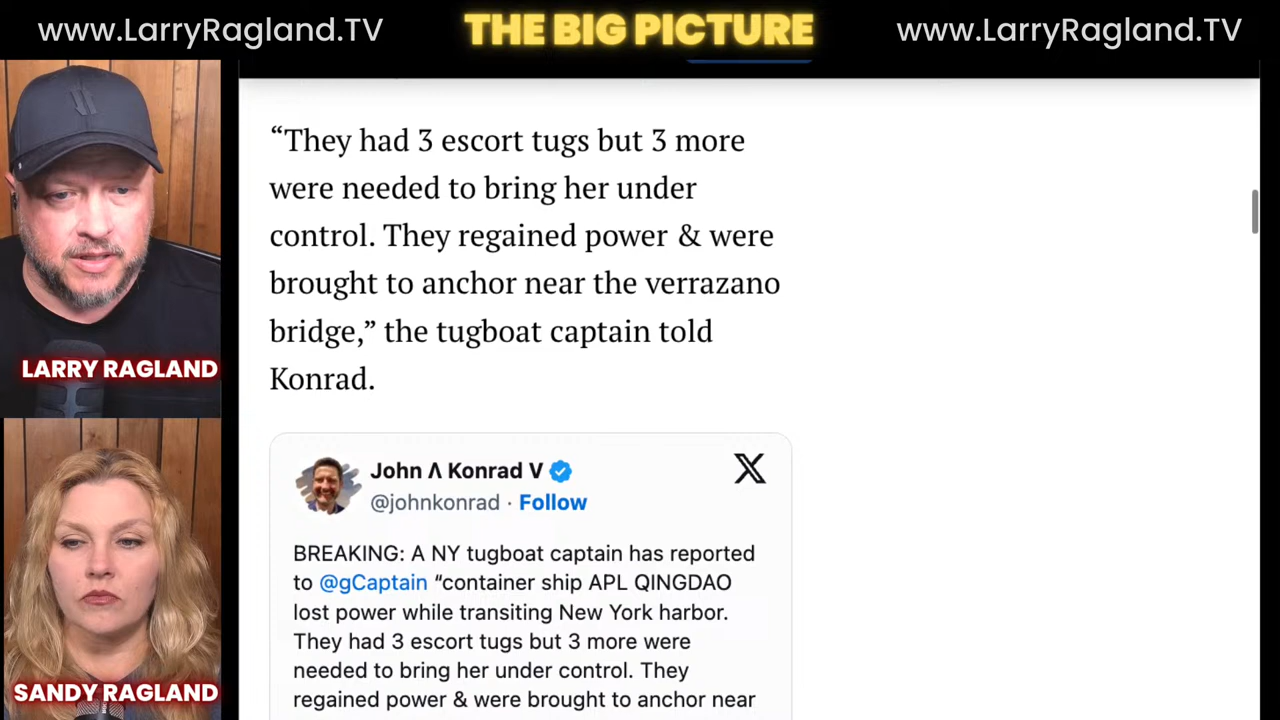 www.LarryRagland.TV
THE BIG PICTURE
www.LarryRagland.TV
“They had 3 escort tugs but 3 more
were needed to bring her under
control. They regained power & were
brought to anchor near the verrazano
bridge,” the tugboat captain told
Konrad.
LARRY RAGLAND
John Λ Konrad V
@johnkonrad · Follow
BREAKING: A NY tugboat captain has reported
to @gCaptain “container ship APL QINGDAO
lost power while transiting New York harbor.
They had 3 escort tugs but 3 more were
needed to bring her under control. They
regained power & were brought to anchor near
SANDY RAGLAND